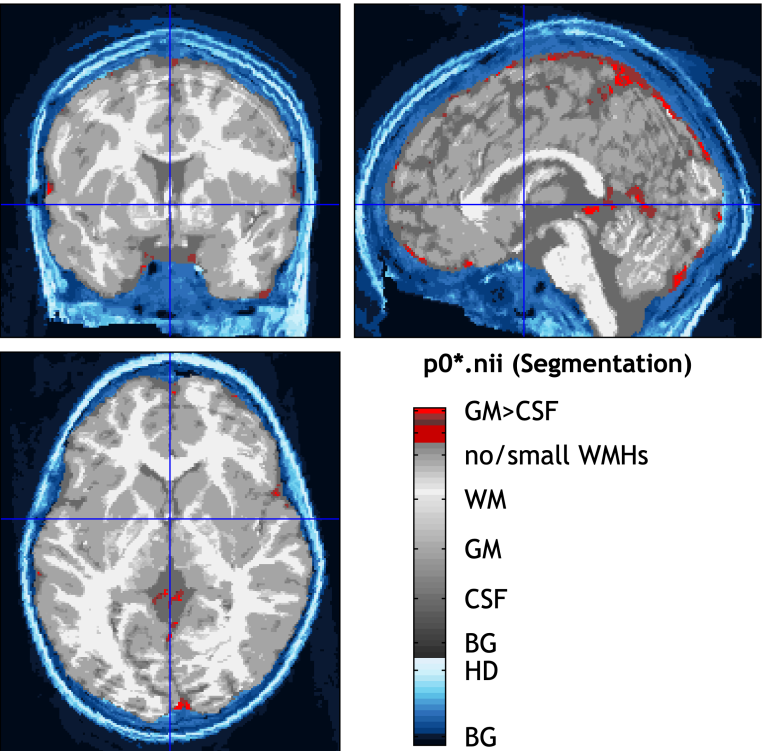 p0*.nii (Segmentation)
GM>CSF
no/small WMHs
WM
GM
CSF
BG
HD
BG